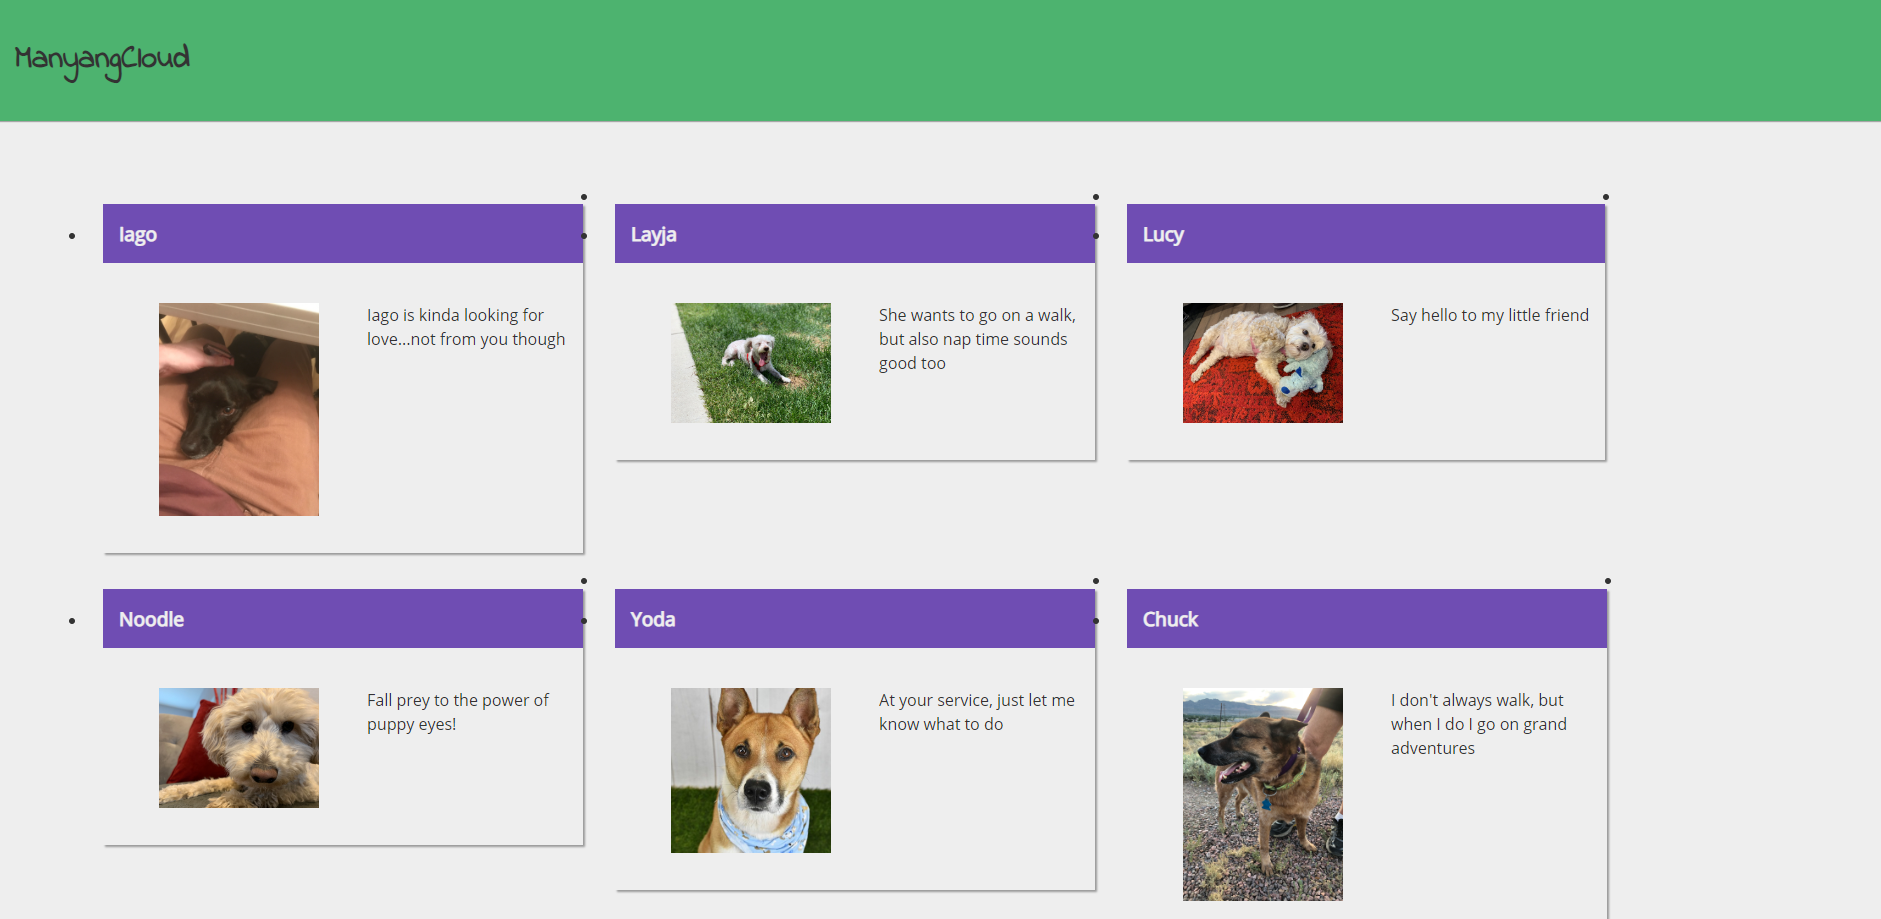 ManyangCloud
Iago
Iago is kinda looking for
love...not from you though
Layja
She wants to go on a walk,
but also nap time sounds
good too
Lucy
Say hello to my little friend
Noodle
Fall prey to the power of
puppy eyes!
Yoda
At your service, just let me
know what to do
Chuck
I don't always walk, but
when I do I go on grand
adventures